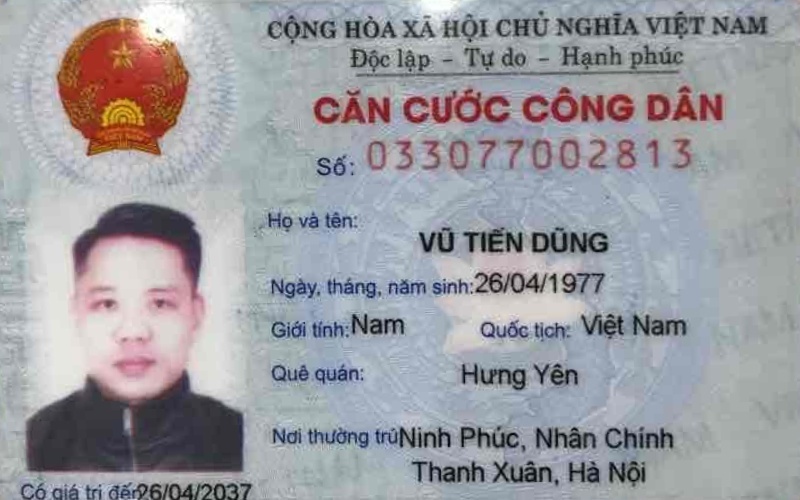 CỘNG HÒA XÃ HỘI CHỦ NGHĨA VIỆT NAM
Độc lập - Tự do - Hạnh phúc
CĂN CƯỚC CÔNG DÂN
Số: 033077002813
Họ và tên:
VŨ TIẾN DŨNG
Ngày, tháng, năm sinh: 26/04/1977
Giới tính: Nam Quốc tịch: Việt Nam
Quê quán: Hưng Yên
Nơi thường trú Ninh Phúc, Nhân Chính
Thanh Xuân, Hà Nội
Có giá trị đến 26/04/2037